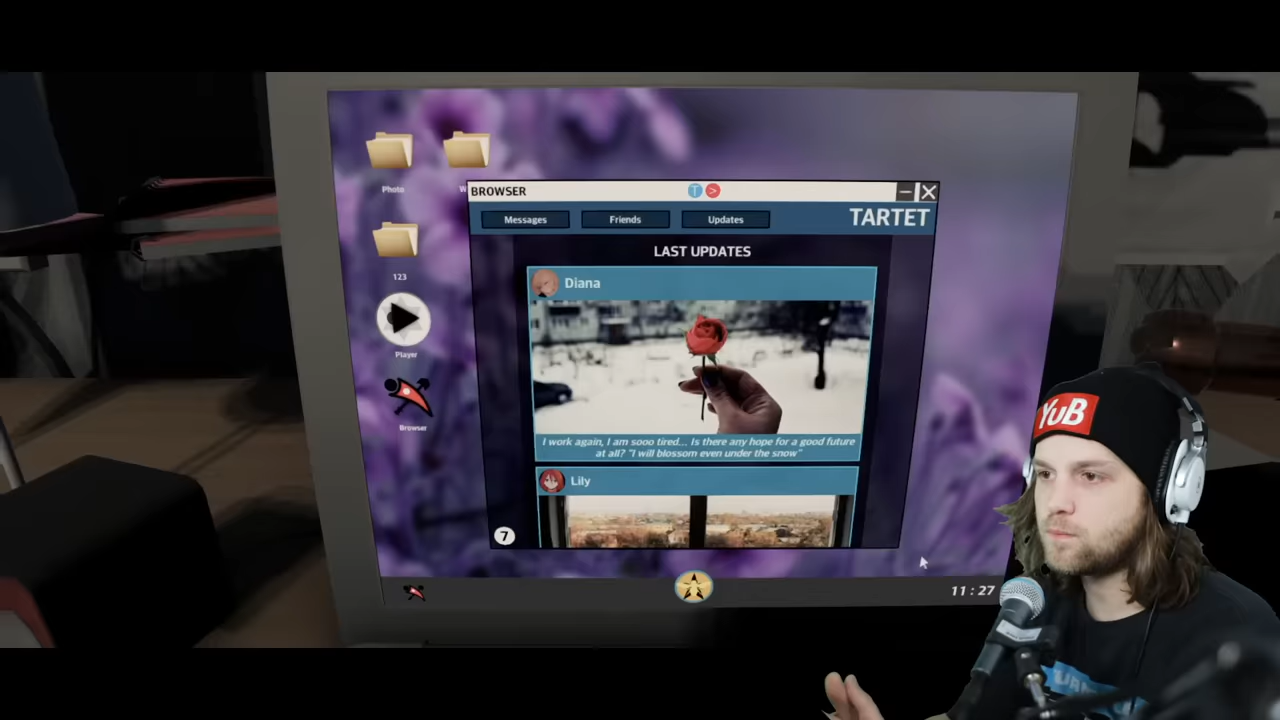 Photo
W
BROWSER
T >
Messages
Friends
Updates
TARTET
LAST UPDATES
Diana
I work again, I am sooo tired... Is there any hope for a good future
at all? "I will blossom even under the snow"
Lily
123
Player
Browser
7
11 : 27
YuB